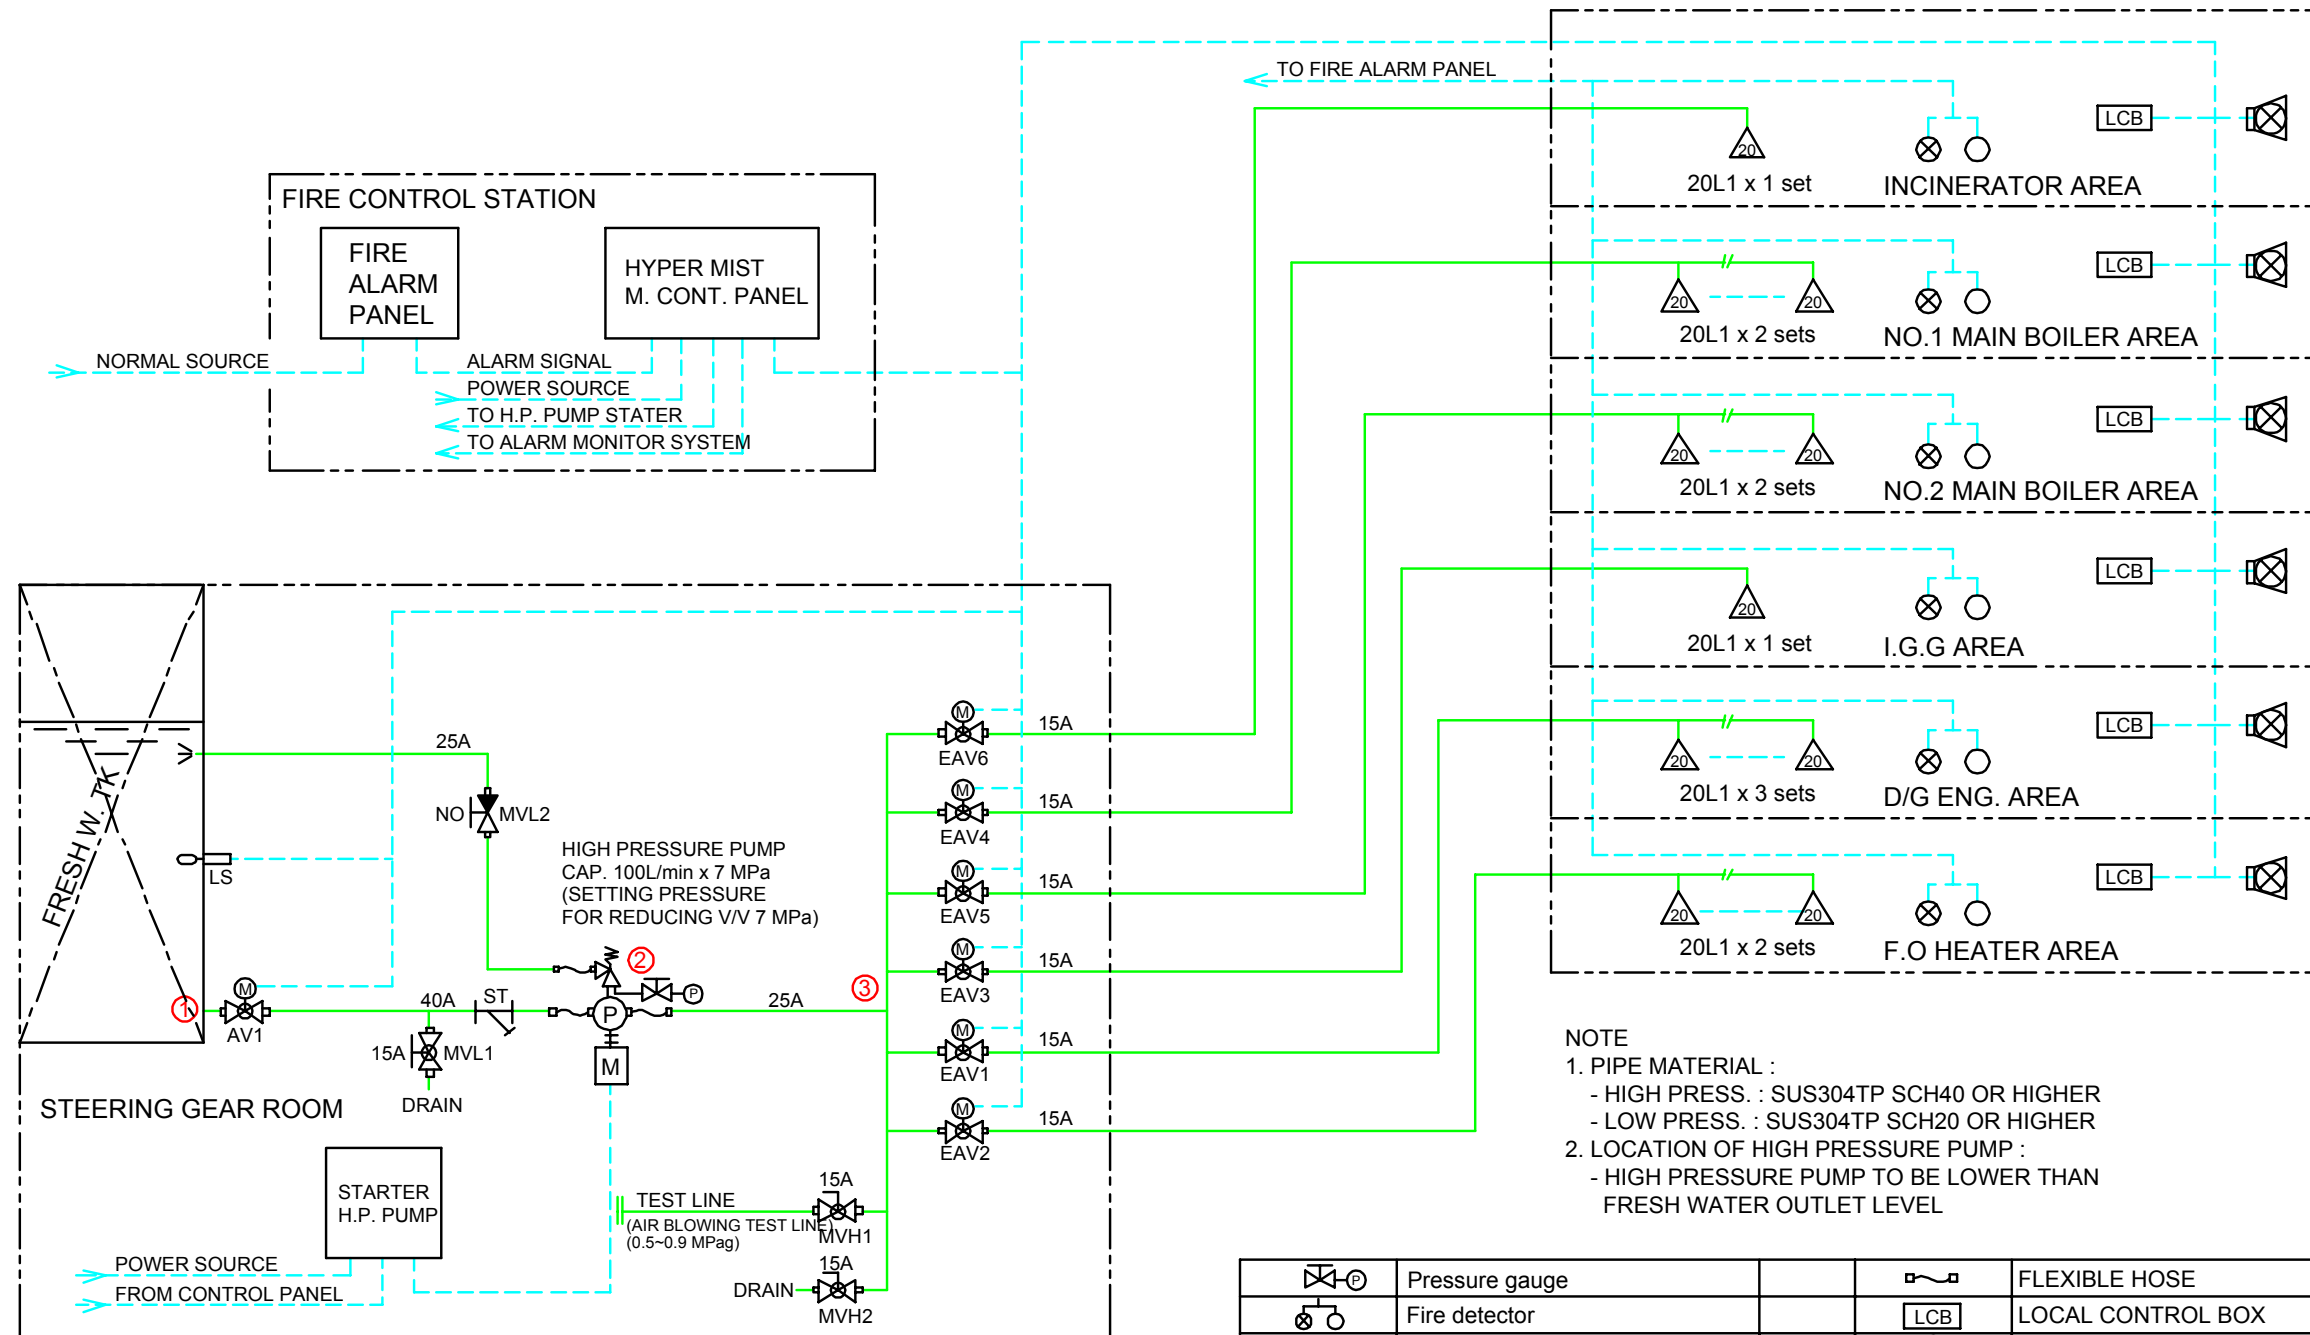 TO FIRE ALARM PANEL
LCB
20
20L1 x 1 set
INCINERATOR AREA
FIRE CONTROL STATION
FIRE
ALARM
PANEL
HYPER MIST
M. CONT. PANEL
LCB
20
20
20L1 x 2 sets
NO.1 MAIN BOILER AREA
NORMAL SOURCE
ALARM SIGNAL
POWER SOURCE
TO H.P. PUMP STATER
TO ALARM MONITOR SYSTEM
LCB
20
20
20L1 x 2 sets
NO.2 MAIN BOILER AREA
LCB
20
20L1 x 1 set
I.G.G AREA
LCB
20
20
20L1 x 3 sets
D/G ENG. AREA
LCB
20
20
20L1 x 2 sets
F.O HEATER AREA
FRESH W. TK
25A
NO
MVL2
LS
HIGH PRESSURE PUMP
CAP. 100L/min x 7 MPa
(SETTING PRESSURE
FOR REDUCING V/V 7 MPa)
M
EAV6
15A
M
EAV4
15A
M
EAV5
15A
M
EAV3
15A
M
EAV1
15A
M
EAV2
15A
1
M
AV1
40A
ST
2
P
P
M
25A
3
15A
MVL1
DRAIN
STEERING GEAR ROOM
STARTER
H.P. PUMP
POWER SOURCE
FROM CONTROL PANEL
TEST LINE
(AIR BLOWING TEST LINE)
(0.5~0.9 MPag)
15A
MVH1
15A
DRAIN
MVH2
NOTE
1. PIPE MATERIAL :
- HIGH PRESS. : SUS304TP SCH40 OR HIGHER
- LOW PRESS. : SUS304TP SCH20 OR HIGHER
2. LOCATION OF HIGH PRESSURE PUMP :
- HIGH PRESSURE PUMP TO BE LOWER THAN
FRESH WATER OUTLET LEVEL
P
Pressure gauge
FLEXIBLE HOSE
Fire detector
LCB
LOCAL CONTROL BOX